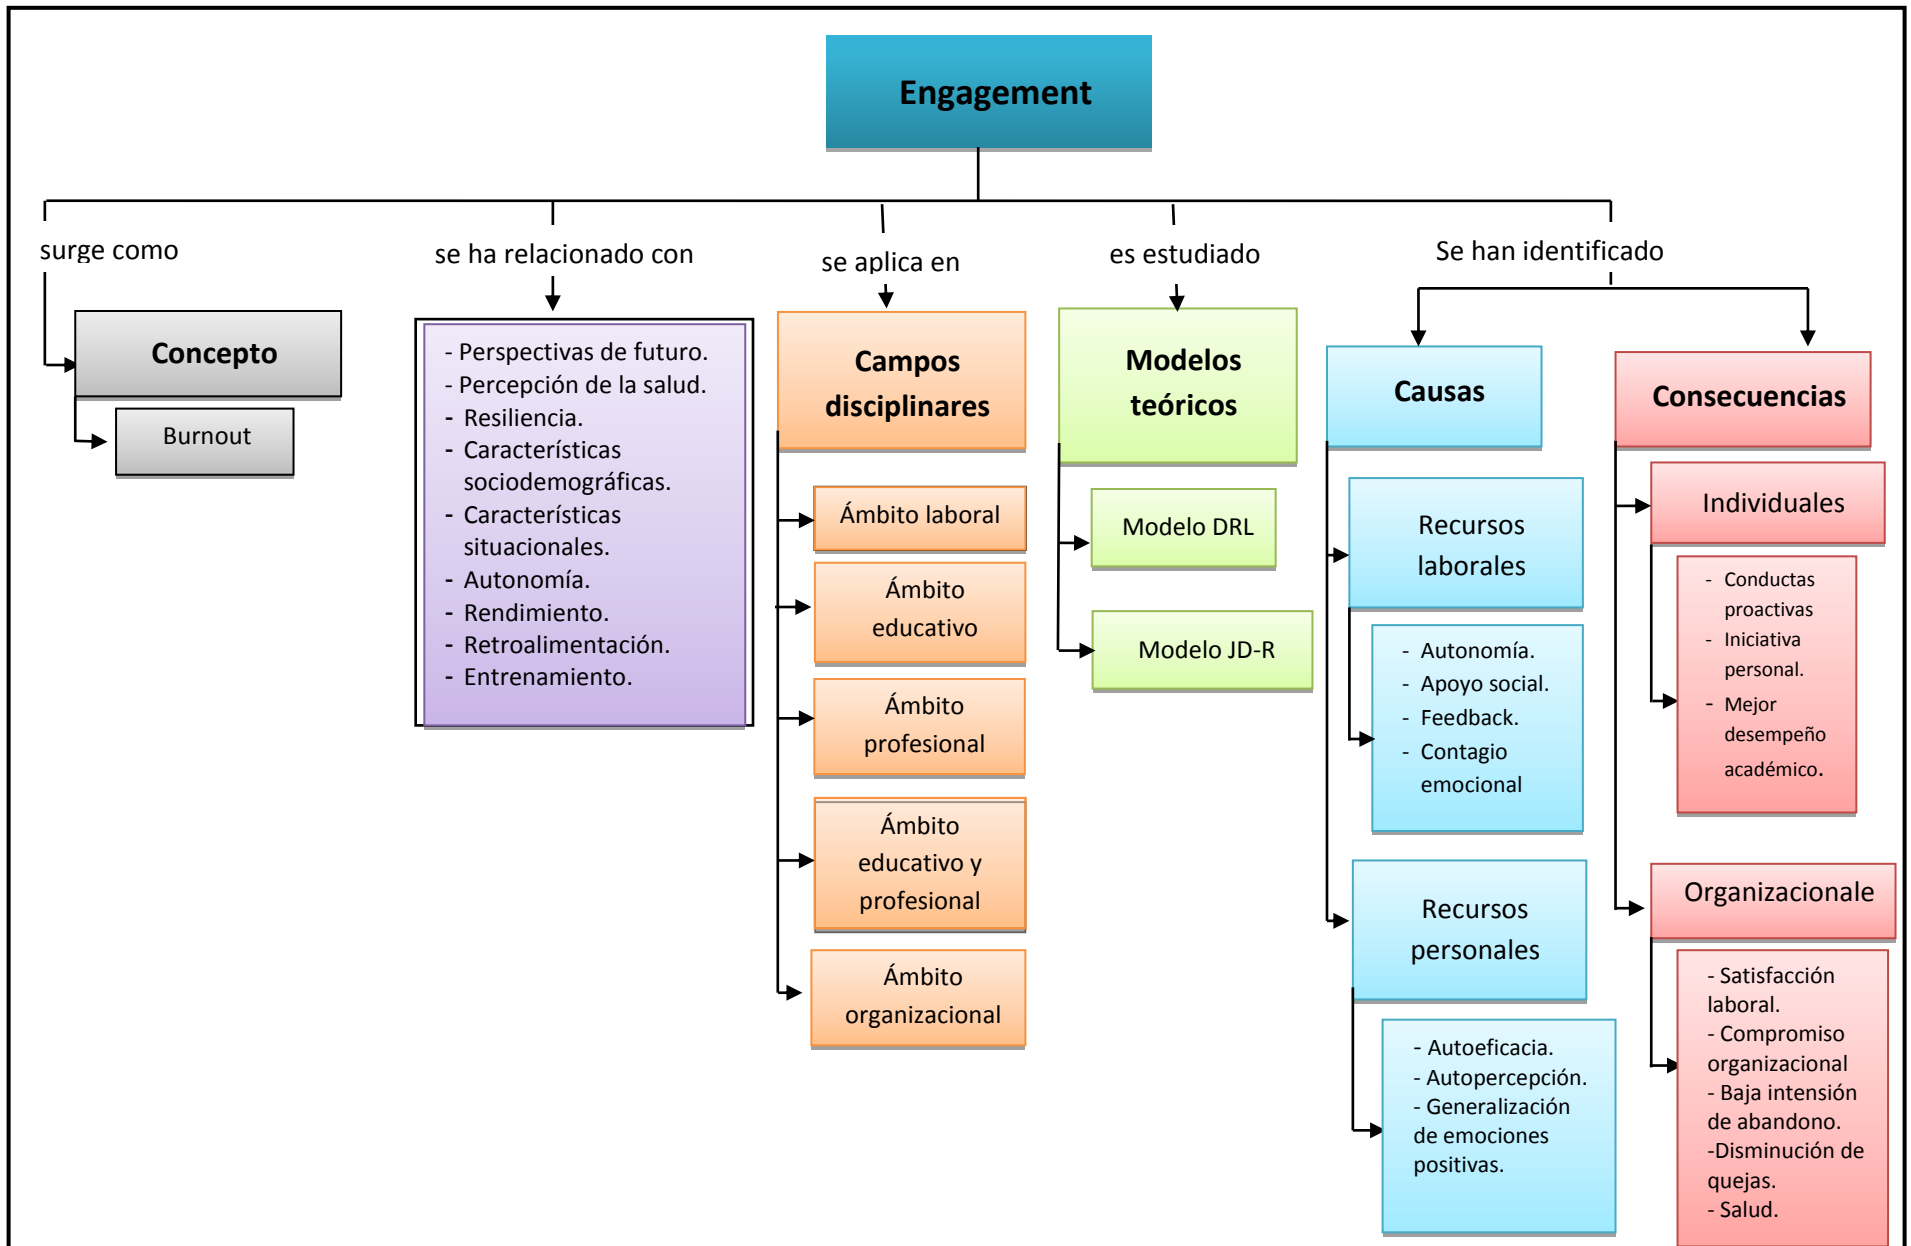 Engagement
surge como
Concepto
Burnout
se ha relacionado con
- Perspectivas de futuro.
- Percepción de la salud.
- Resiliencia.
- Características
sociodemográficas.
- Características
situacionales.
- Autonomía.
- Rendimiento.
- Retroalimentación.
- Entrenamiento.
se aplica en
Campos
disciplinares
Ámbito laboral
Ámbito
educativo
Ámbito
profesional
Ámbito
educativo y
profesional
Ámbito
organizacional
es estudiado
Modelos
teóricos
Modelo DRL
Modelo JD-R
Se han identificado
Causas
Recursos
laborales
- Autonomía.
- Apoyo social.
- Feedback.
- Contagio
emocional
Recursos
personales
- Autoeficacia.
- Autopercepción.
- Generalización
de emociones
positivas.
Consecuencias
Individuales
- Conductas
proactivas
- Iniciativa
personal.
- Mejor
desempeño
académico.
Organizacionale
- Satisfacción
laboral.
- Compromiso
organizacional
- Baja intensión
de abandono.
-Disminución de
quejas.
- Salud.